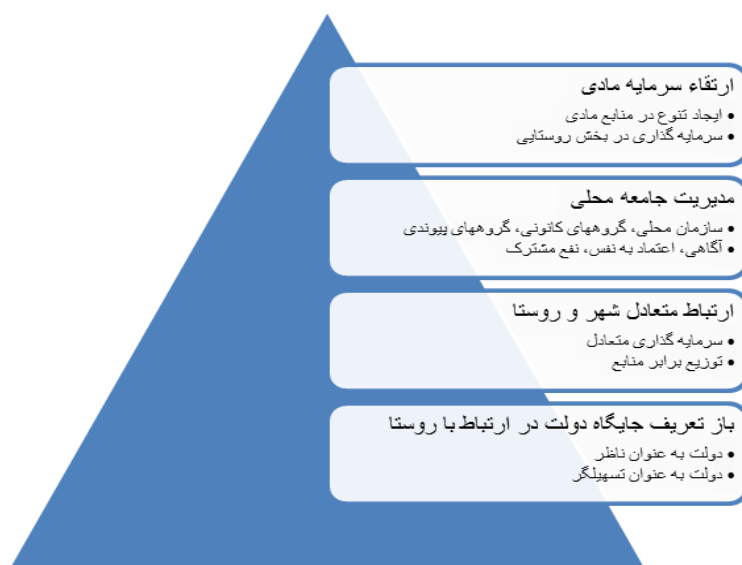 ارتقاء سرمایه مادی
• ایجاد تنوع در منابع مادی
• سرمایه گذاری در بخش روستایی
مدیریت جامعه محلی
• سازمان محلی، گروههای کانونی، گروههای پیوندی
• آگاهی، اعتماد به نفس، نفع مشترک
ارتباط متعادل شهر و روستا
• سرمایه گذاری متعادل
• توزیع برابر منابع
باز تعریف جایگاه دولت در ارتباط با روستا
• دولت به عنوان ناظر
• دولت به عنوان تسهیلگر